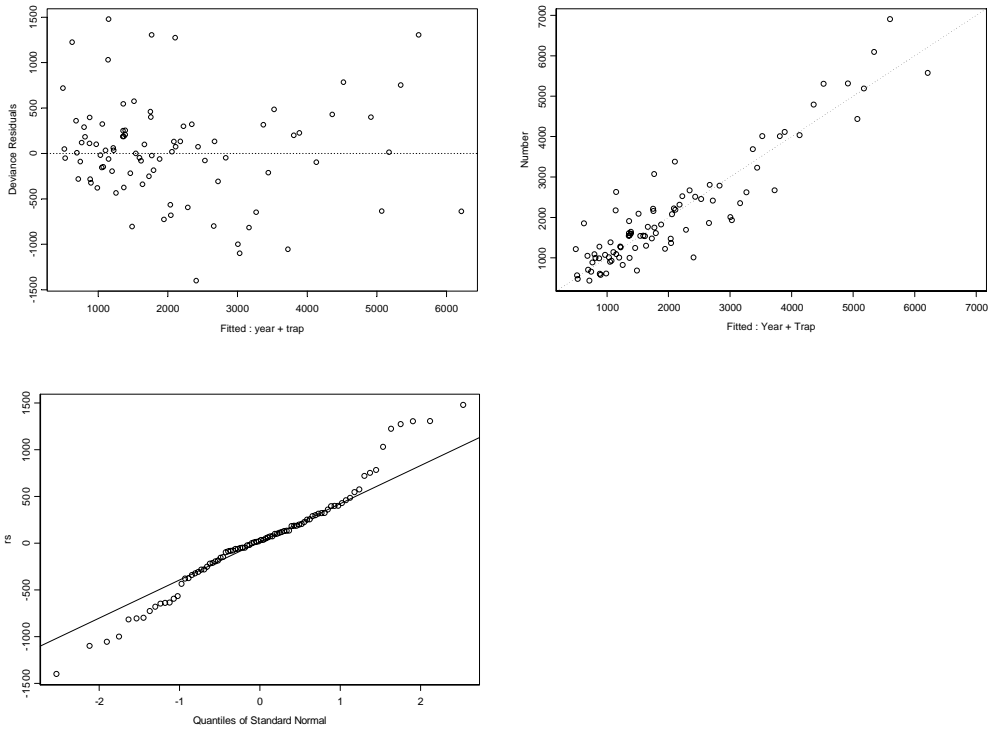 Deviance Residuals
1500
1000
500
0
-500
-1000
-1500
1000 2000 3000 4000 5000 6000
Fitted : year + trap
Number
7000
6000
5000
4000
3000
2000
1000
1000 2000 3000 4000 5000 6000 7000
Fitted : Year + Trap
rs
1500
1000
500
0
-500
-1000
-1500
-2 -1 0 1 2
Quantiles of Standard Normal